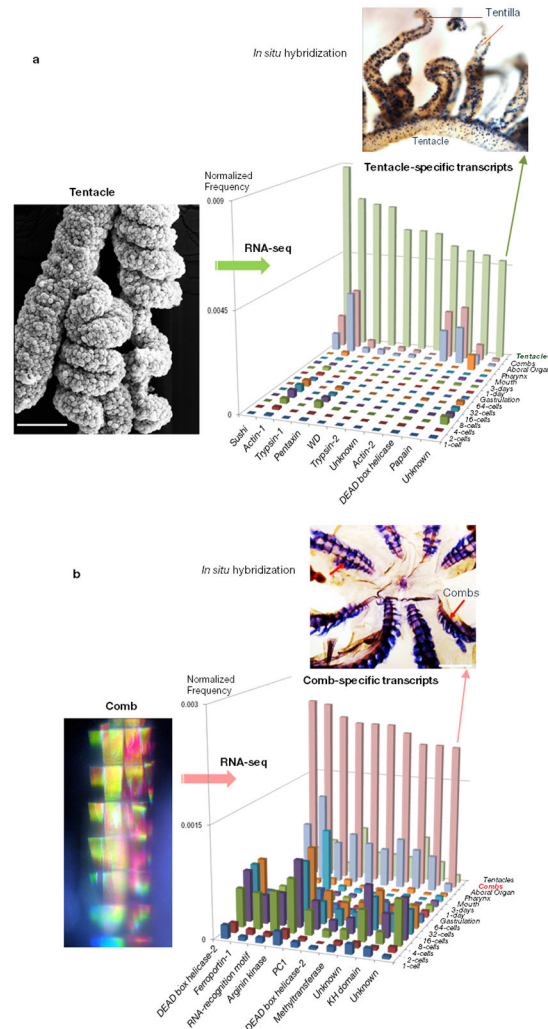 a
In situ hybridization
Tentilla
Tentacle
Tentacle-specific transcripts
Normalized
Frequency
Tentacle
0.009
RNA-seq
0.0045
0
Sushi
Actin-1
Trypsin-1
Pentaxin
WD
Trypsin-2
Unknown
Actin-2
DEAD box helicase
Papain
Unknown
Tentacles
Combs
Aboral Organ
Pharynx
Mouth
3-days
1-day
Gastrulation
64-cells
32-cells
16-cells
8-cells
4-cells
2-cells
1-cell
b
In situ hybridization
Combs
Comb-specific transcripts
Normalized
Frequency
Comb
0.003
RNA-seq
0.0015
0
DEAD box helicase-2
Ferroportin-1
RNA-recognition motif
Arginin kinase
PC1
DEAD box helicase-2
Methyltransferase
Unknown
KH domain
Unknown
Tentacles
Combs
Aboral Organ
Pharynx
Mouth
3-days
1-day
Gastrulation
64-cells
32-cells
16-cells
8-cells
4-cells
2-cells
1-cell